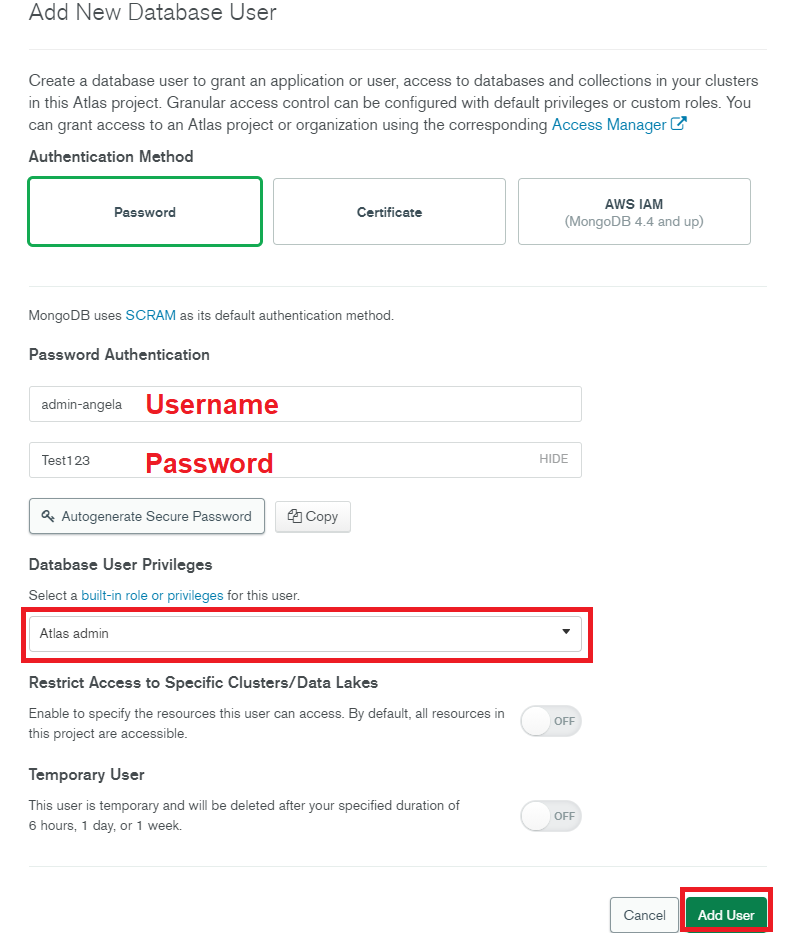 Add New Database User
Create a database user to grant an application or user, access to databases and collections in your clusters
in this Atlas project. Granular access control can be configured with default privileges or custom roles. You
can grant access to an Atlas project or organization using the corresponding Access Manager
Authentication Method
Password
Certificate
AWS IAM
(MongoDB 4.4 and up)
MongoDB uses SCRAM as its default authentication method.
Password Authentication
admin-angela Username
Test123 Password HIDE
Autogenerate Secure Password Copy
Database User Privileges
Select a built-in role or privileges for this user.
Atlas admin
Restrict Access to Specific Clusters/Data Lakes
Enable to specify the resources this user can access. By default, all resources in
this project are accessible.
OFF
Temporary User
This user is temporary and will be deleted after your specified duration of
6 hours, 1 day, or 1 week.
OFF
Cancel Add User